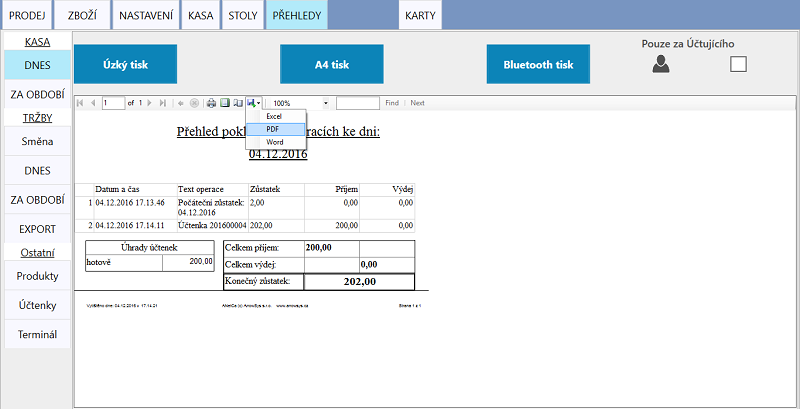 PRODEJ ZBOŽÍ NASTAVENÍ KASA STOLY PŘEHLEDY KARTY
KASA
DNES
ZA OBDOBÍ
TRŽBY
Směna
DNES
ZA OBDOBÍ
EXPORT
Ostatní
Produkty
Účtenky
Terminál
Úzký tisk A4 tisk Bluetooth tisk
Pouze za Účtujícího
1 of 1 100% Find | Next
Excel
PDF
Word
Přehled pok racích ke dni:
04.12.2016
Datum a čas Text operace Zůstatek Příjem Výdej
1 04.12.2016 17.13.46 Počáteční zůstatek: 2,00 0,00 0,00
04.12.2016
2 04.12.2016 17.14.11 Účtenka 201600004 202,00 200,00 0,00
Úhrady účtenek
hotově 200,00
Celkem příjem: 200,00
Celkem výdej: 0,00
Konečný zůstatek: 202,00
Vytištěno dne: 04.12.2016 v 17.14.21 (c) s.r.o. Strana 1 z 1